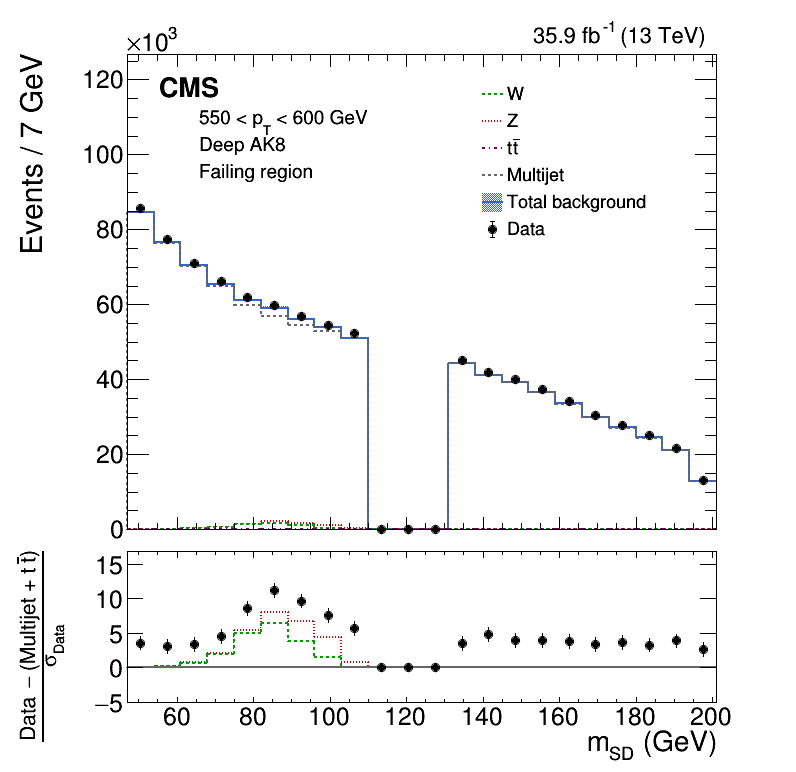 ×10³
35.9 fb⁻¹ (13 TeV)
Events / 7 GeV
120
100
80
60
40
20
0
CMS
550 < p_T < 600 GeV
Deep AK8
Failing region
W
Z
tt̄
Multijet
Total background
Data
Data − (Multijet + t t̄)
σ_Data
15
10
5
0
−5
60 80 100 120 140 160 180 200
m_SD (GeV)